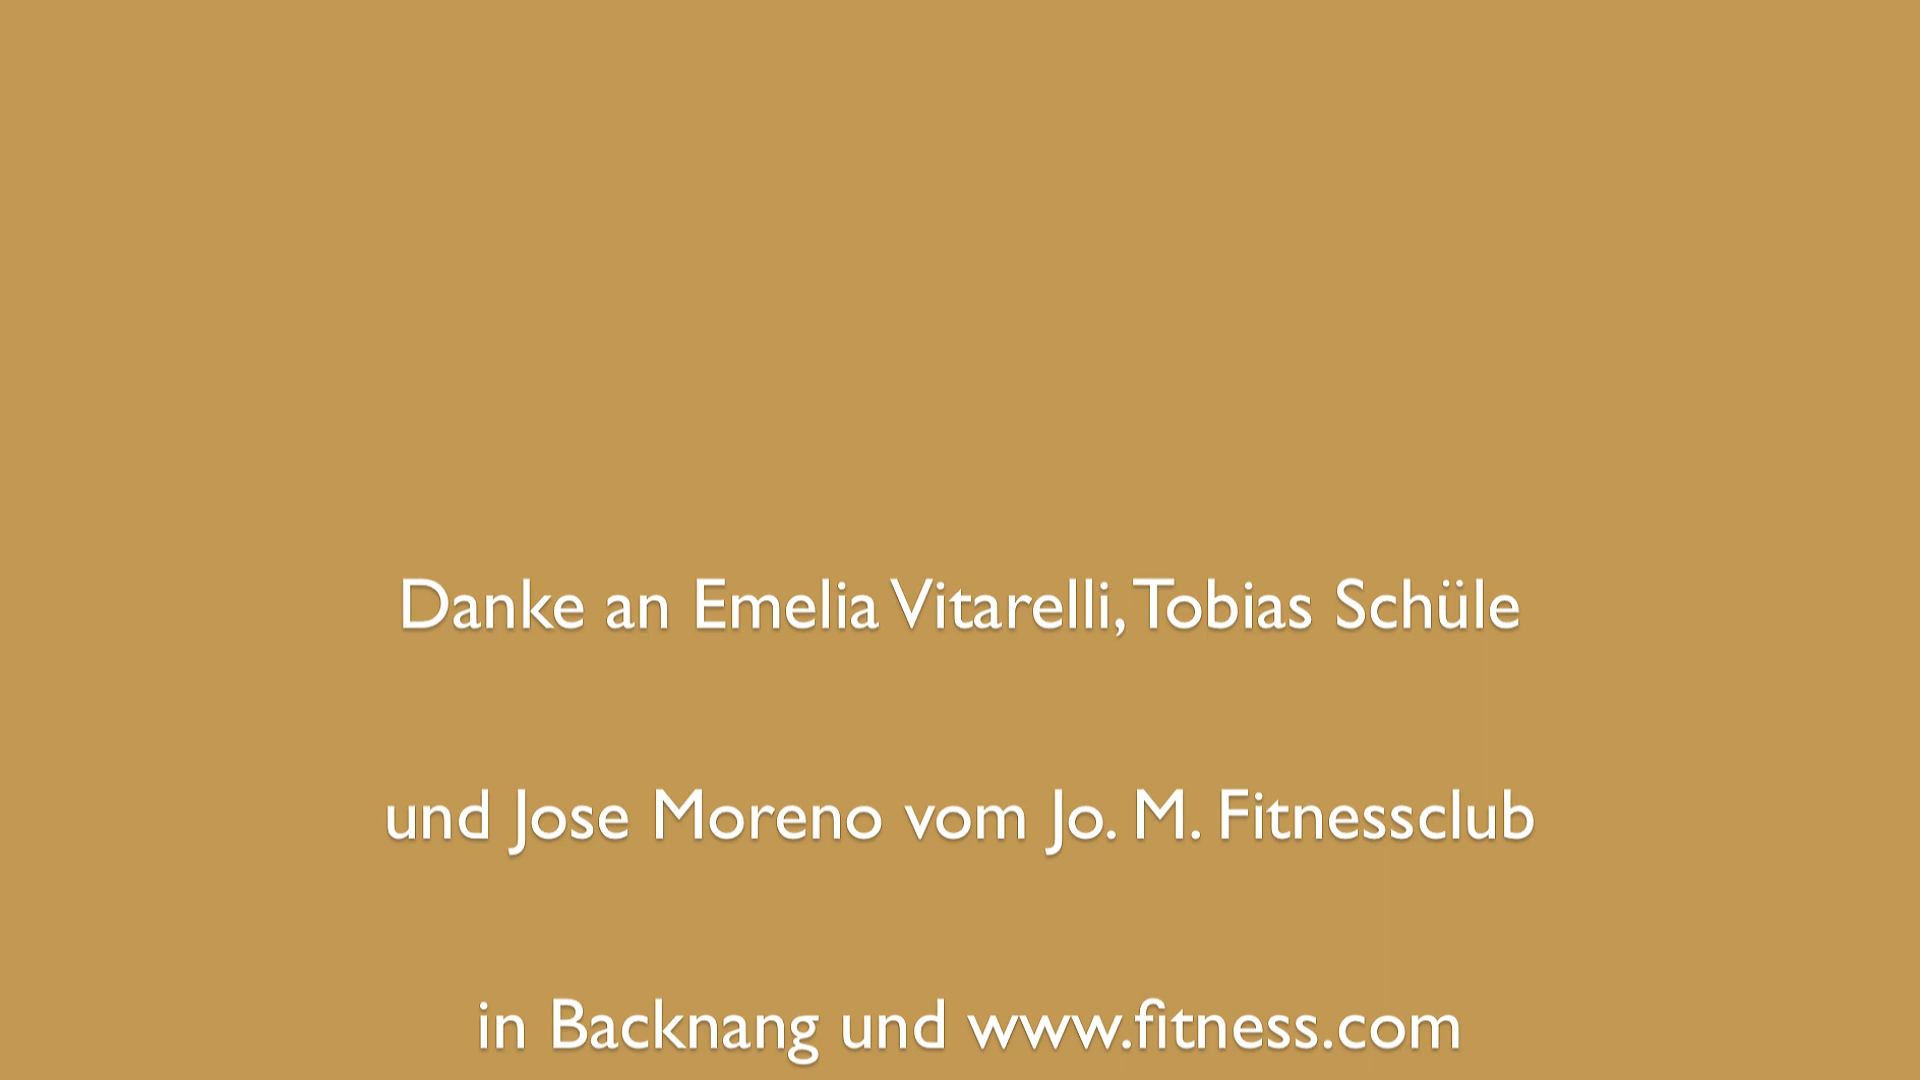 Danke an Emelia Vitarelli, Tobias Schüle
und Jose Moreno vom Jo. M. Fitnessclub
in Backnang und www.fitness.com